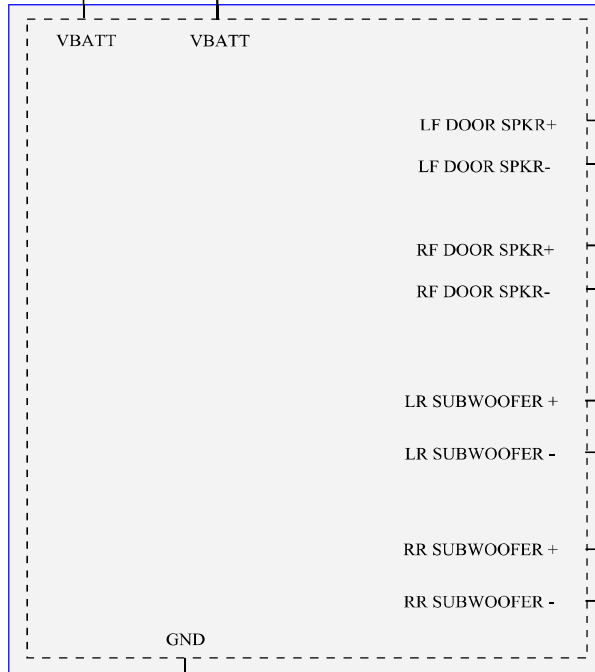 VBATT VBATT
LF DOOR SPKR+
LF DOOR SPKR-
RF DOOR SPKR+
RF DOOR SPKR-
LR SUBWOOFER +
LR SUBWOOFER -
RR SUBWOOFER +
RR SUBWOOFER -
GND